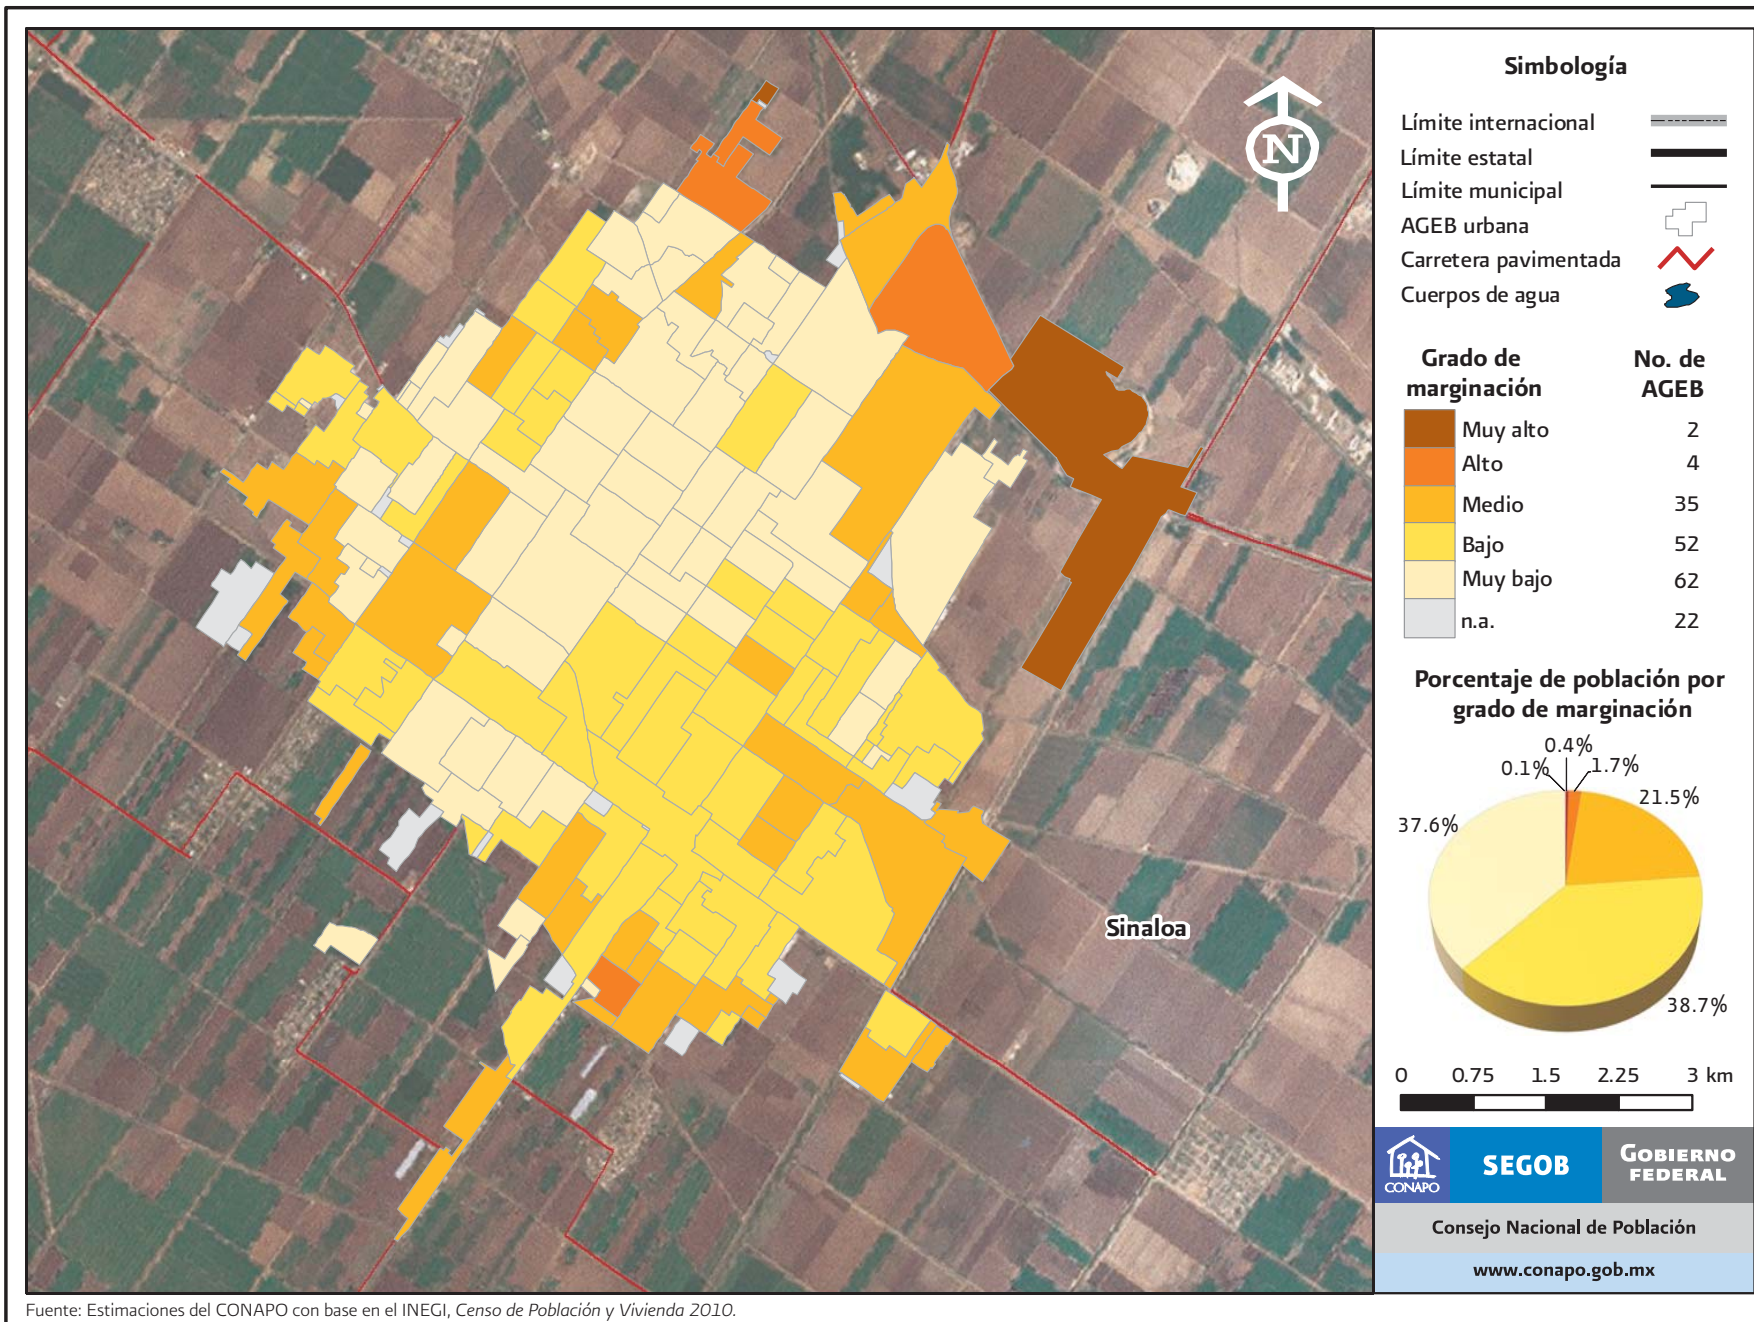 N
Sinaloa
Simbología
Límite internacional
Límite estatal
Límite municipal
AGEB urbana
Carretera pavimentada
Cuerpos de agua
Grado de
marginación
No. de
AGEB
Muy alto 2
Alto 4
Medio 35
Bajo 52
Muy bajo 62
n.a. 22
Porcentaje de población por
grado de marginación
0.4%
0.1%
1.7%
21.5%
37.6%
38.7%
0 0.75 1.5 2.25 3 km
CONAPO
SEGOB
GOBIERNO
FEDERAL
Consejo Nacional de Población
www.conapo.gob.mx
Fuente: Estimaciones del CONAPO con base en el INEGI, Censo de Población y Vivienda 2010.